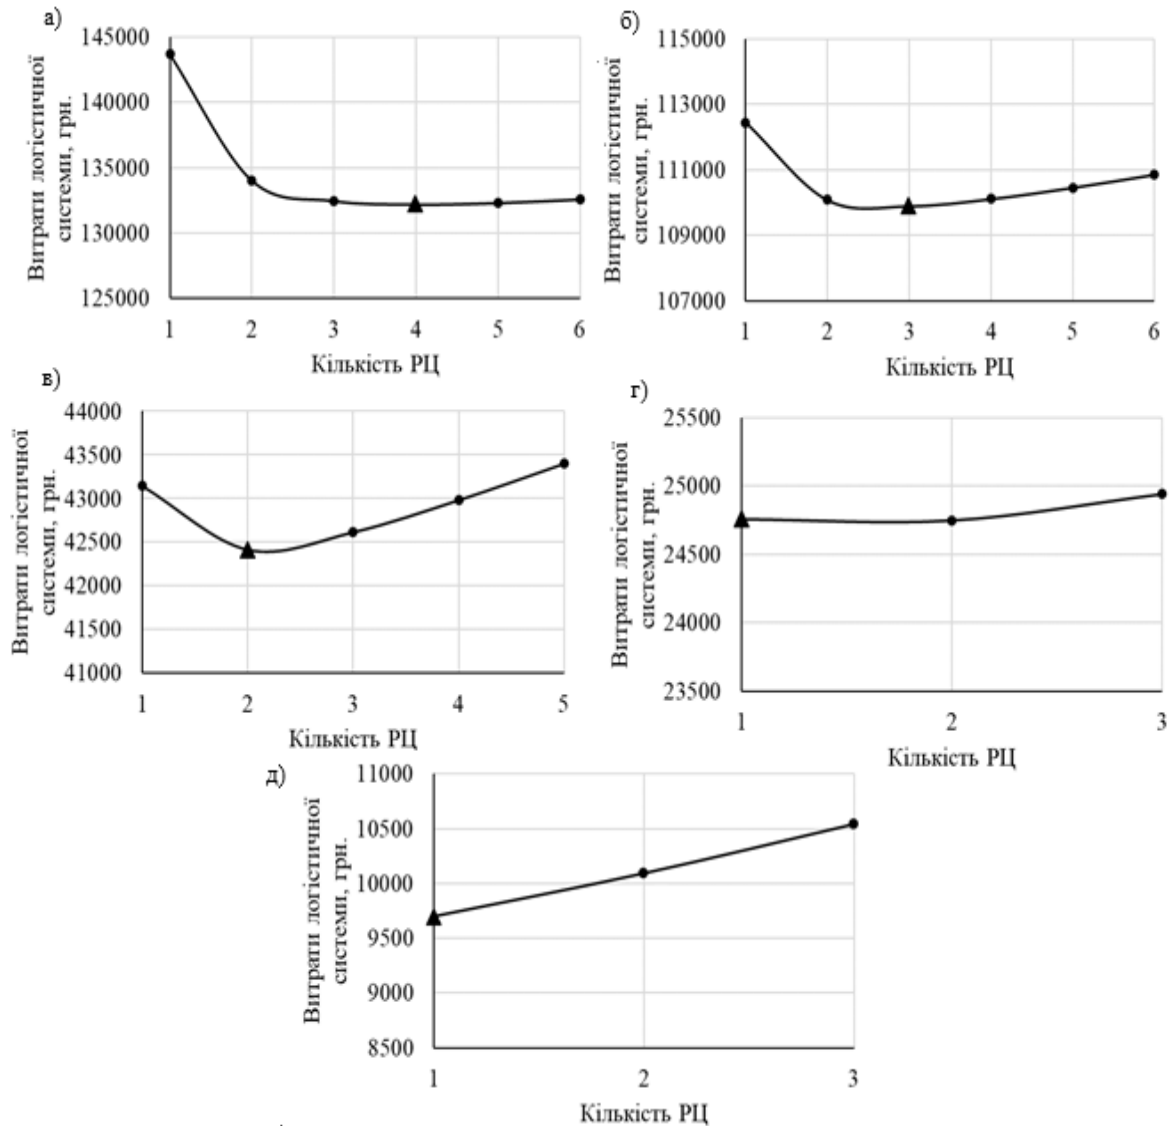 а)
Витрати логістичної
системи, грн.
145000
140000
135000
130000
125000
1 2 3 4 5 6
Кількість РЦ
б)
Витрати логістичної
системи, грн.
115000
113000
111000
109000
107000
1 2 3 4 5 6
Кількість РЦ
в)
Витрати логістичної
системи, грн.
44000
43500
43000
42500
42000
41500
41000
1 2 3 4 5
Кількість РЦ
г)
Витрати логістичної
системи, грн.
25500
25000
24500
24000
23500
1 2 3
Кількість РЦ
д)
Витрати логістичної
системи, грн.
11000
10500
10000
9500
9000
8500
1 2 3
Кількість РЦ